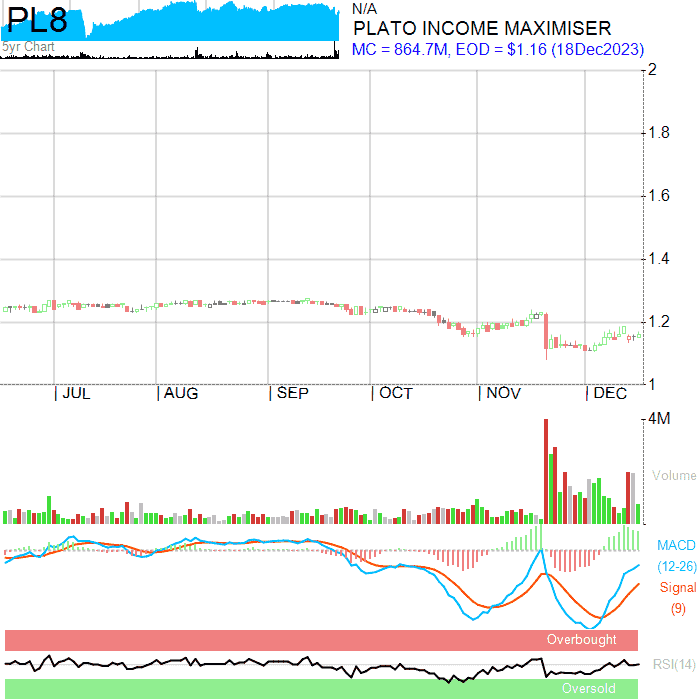 PL8
5yr Chart
N/A
PLATO INCOME MAXIMISER
MC = 864.7M, EOD = $1.16 (18Dec2023)
2
1.8
1.6
1.4
1.2
1
| JUL | AUG | SEP | OCT | NOV | DEC
4M
Volume
MACD
(12-26)
Signal
(9)
Overbought
RSI(14)
Oversold